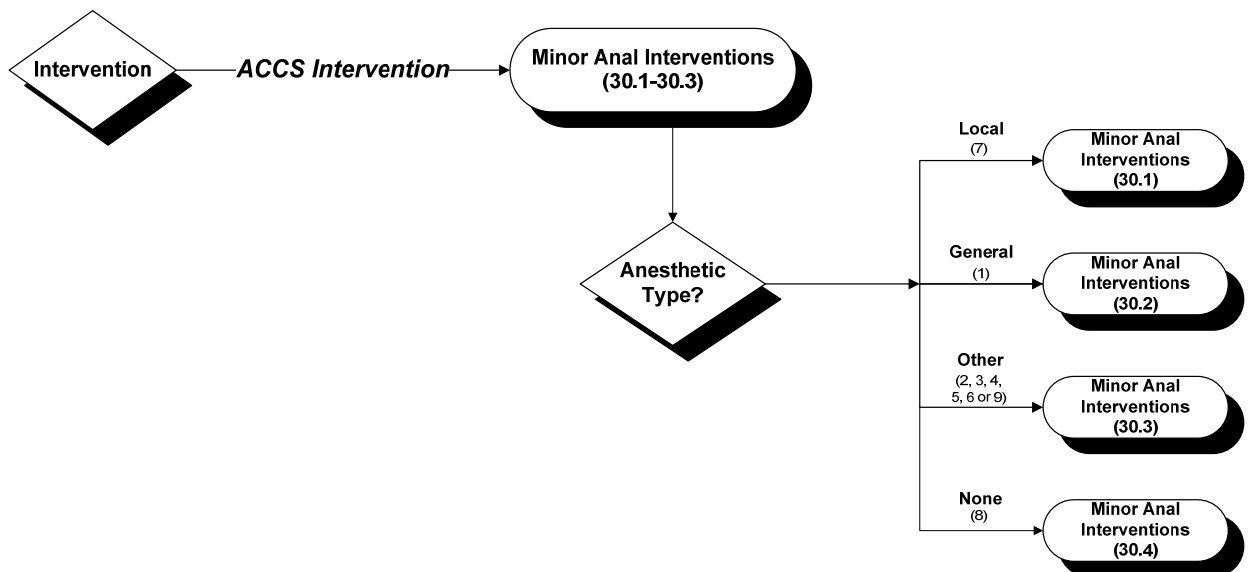 Intervention
ACCS Intervention
Minor Anal Interventions
(30.1-30.3)
Anesthetic
Type?
Local
(7)
Minor Anal
Interventions
(30.1)
General
(1)
Minor Anal
Interventions
(30.2)
Other
(2, 3, 4,
5, 6 or 9)
Minor Anal
Interventions
(30.3)
None
(8)
Minor Anal
Interventions
(30.4)